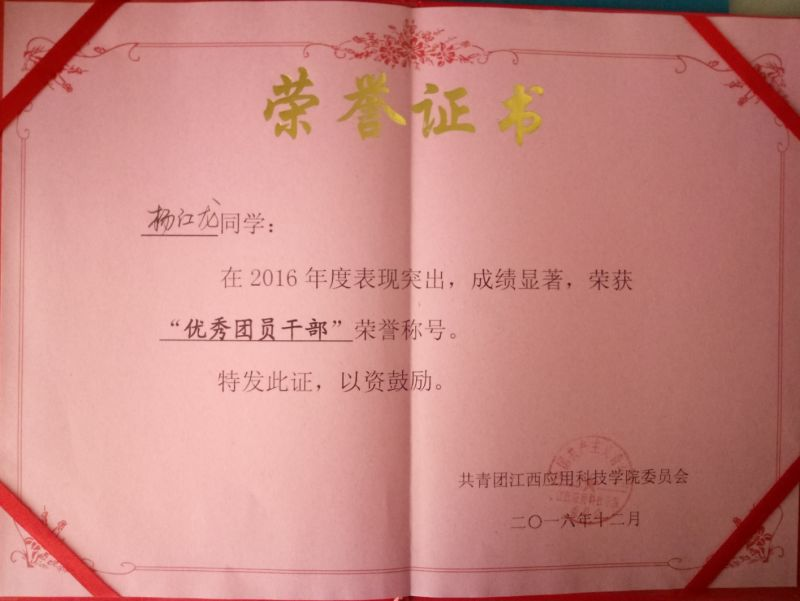 荣誉证书
杨江龙同学：
在2016年度表现突出，成绩显著，荣获
“优秀团员干部”荣誉称号。
特发此证，以资鼓励。
共青团江西应用科技学院委员会
二〇一六年十二月